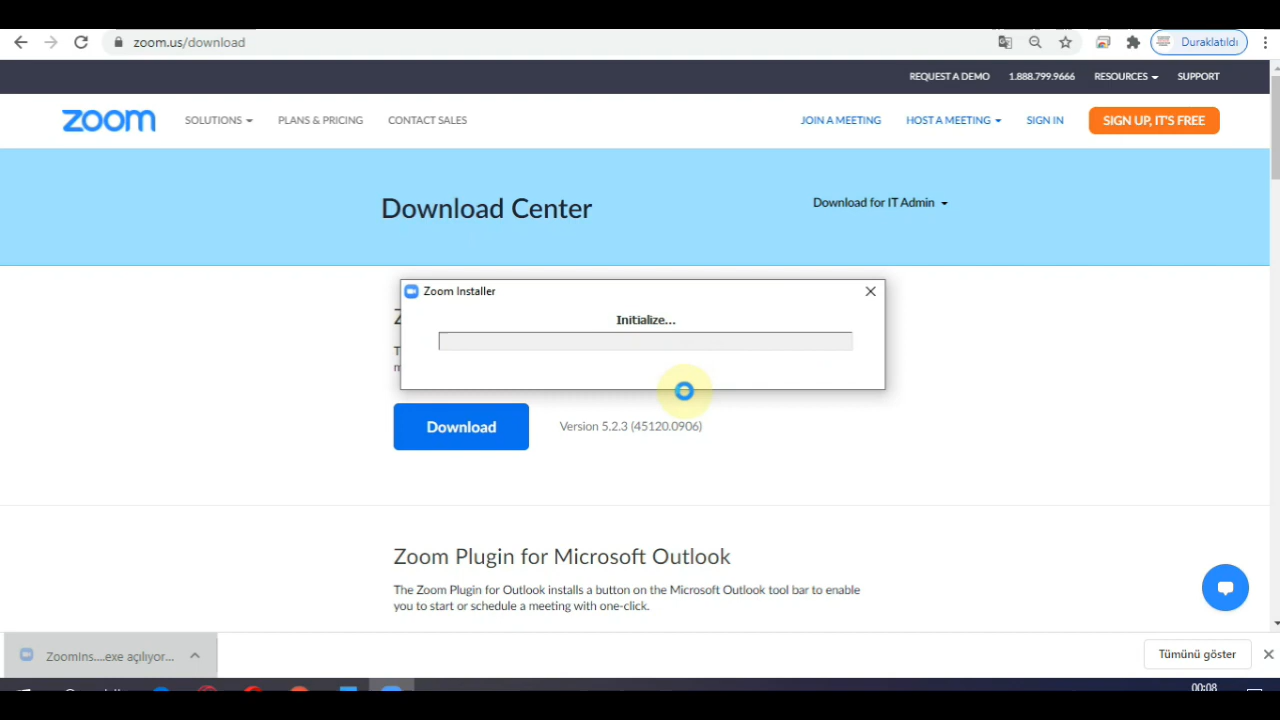 zoom.us/download
Duraklatıldı
REQUEST A DEMO 1.888.799.9666 RESOURCES SUPPORT
zoom SOLUTIONS PLANS & PRICING CONTACT SALES JOIN A MEETING HOST A MEETING SIGN IN SIGN UP, IT'S FREE
Download Center
Download for IT Admin
Zoom Installer
Initialize...
Download
Version 5.2.3 (45120.0906)
Zoom Plugin for Microsoft Outlook
The Zoom Plugin for Outlook installs a button on the Microsoft Outlook tool bar to enable
you to start or schedule a meeting with one-click.
ZoomIns....exe açılıyor...
Tümünü göster
00:08